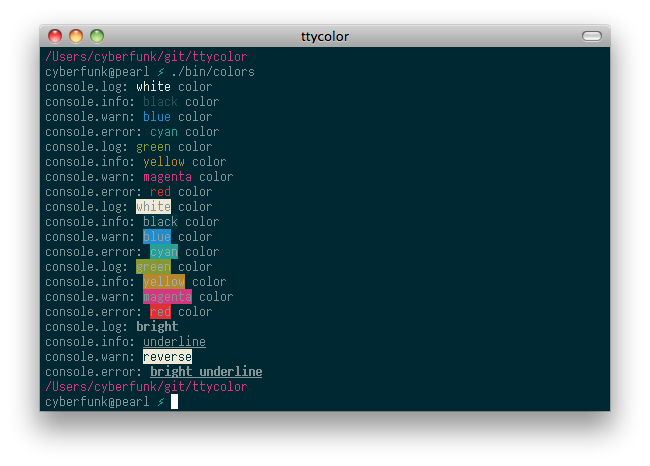 ttycolor
/Users/cyberfunk/git/ttycolor
cyberfunk@pearl ⚡ ./bin/colors
console.log: white color
console.info: black color
console.warn: blue color
console.error: cyan color
console.log: green color
console.info: yellow color
console.warn: magenta color
console.error: red color
console.log: white color
console.info: black color
console.warn: blue color
console.error: cyan color
console.log: green color
console.info: yellow color
console.warn: magenta color
console.error: red color
console.log: bright
console.info: underline
console.warn: reverse
console.error: bright underline
/Users/cyberfunk/git/ttycolor
cyberfunk@pearl ⚡